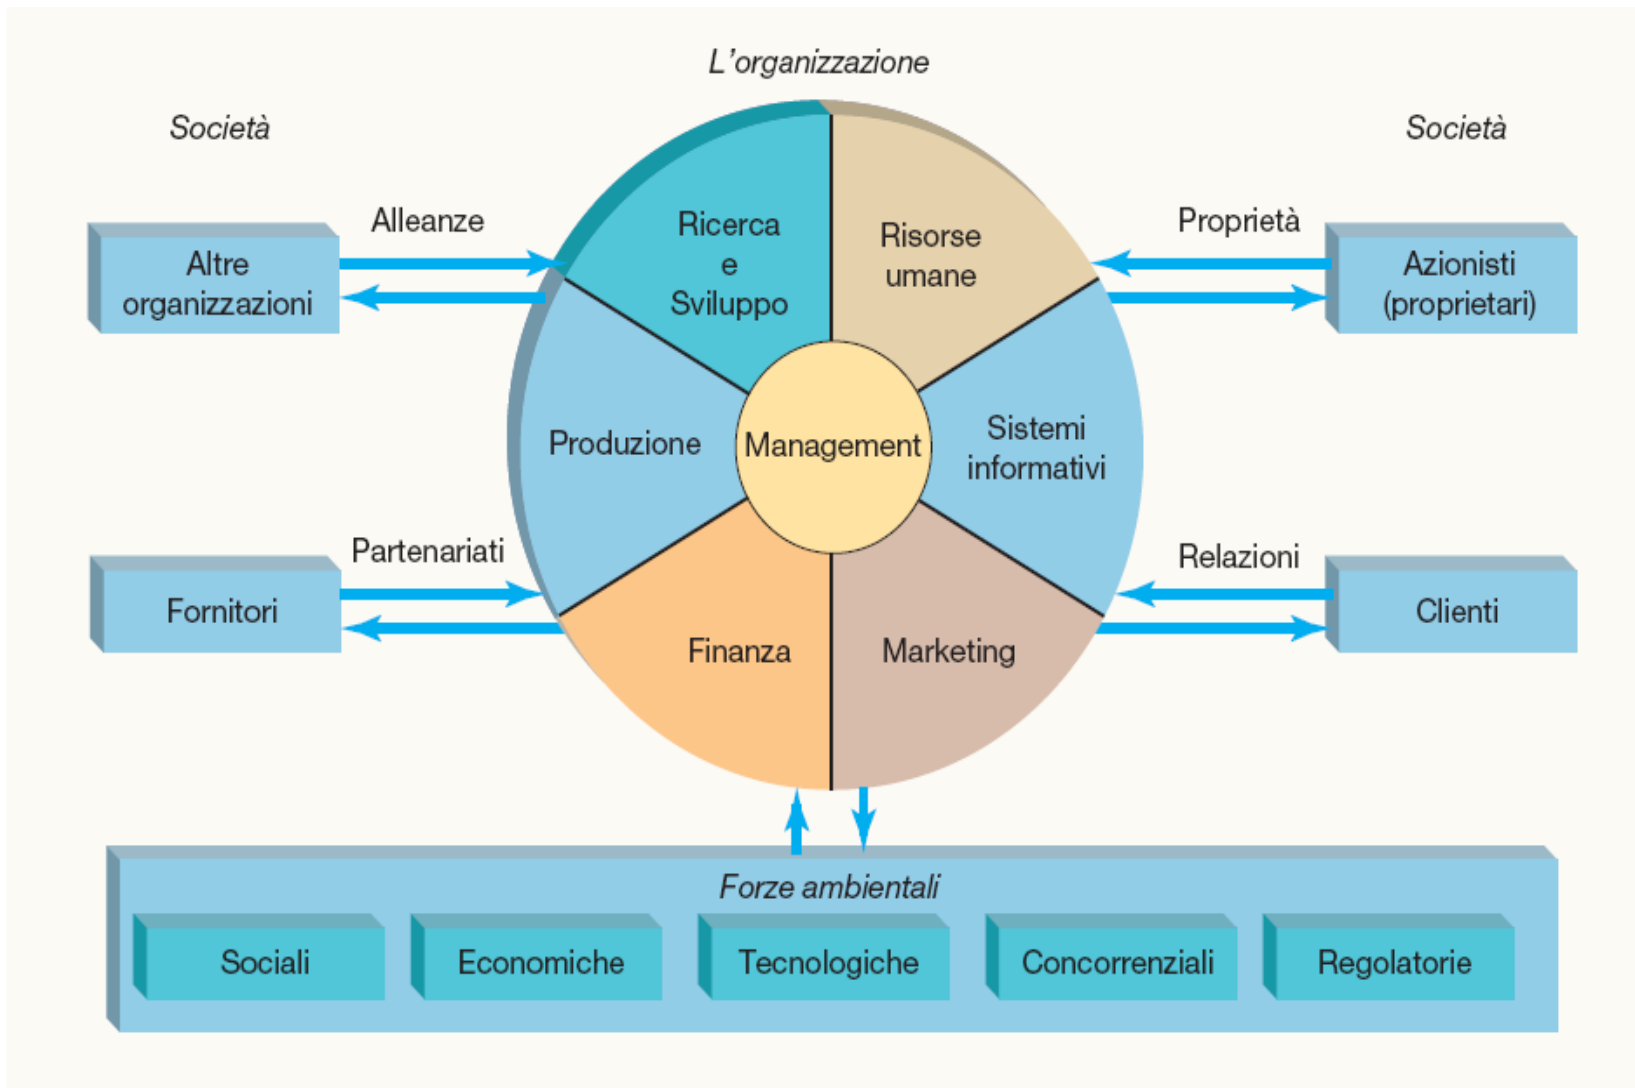 L'organizzazione
Società
Società
Alleanze
Proprietà
Altre
organizzazioni
Ricerca
e
Sviluppo
Risorse
umane
Azionisti
(proprietari)
Produzione
Management
Sistemi
informativi
Partenariati
Relazioni
Fornitori
Clienti
Finanza
Marketing
Forze ambientali
Sociali
Economiche
Tecnologiche
Concorrenziali
Regolatorie